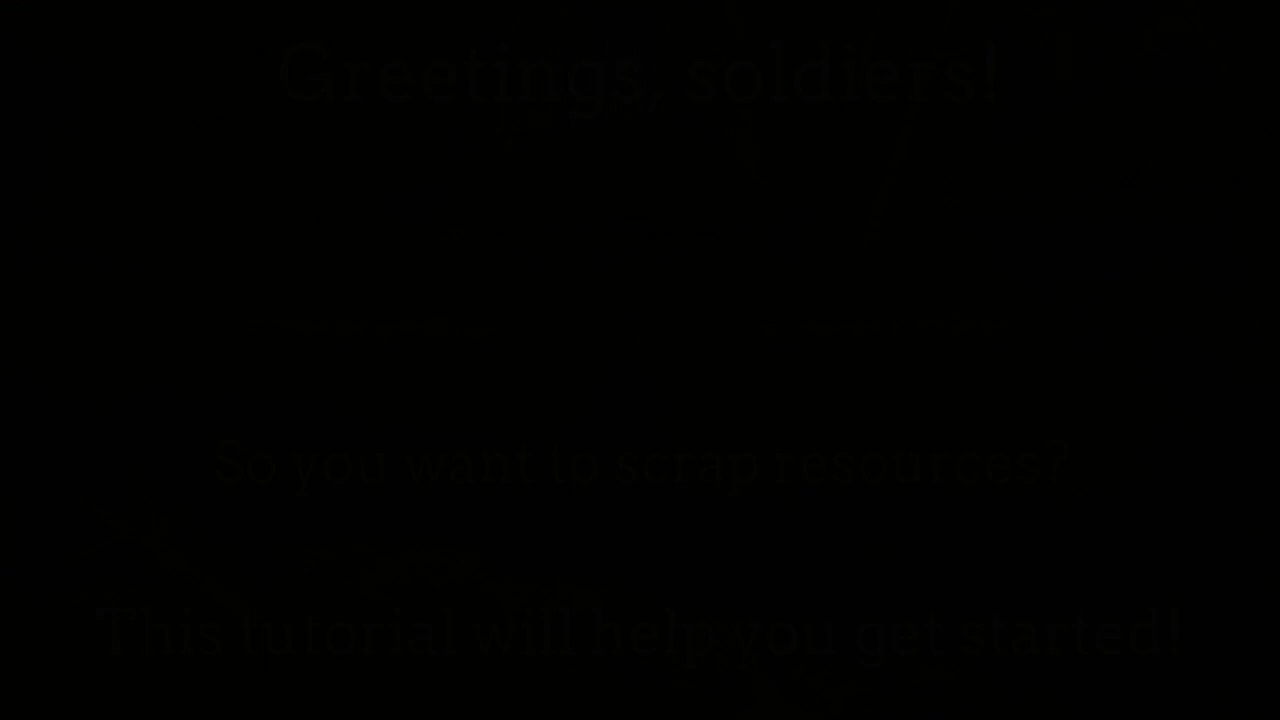 Greetings, soldiers!
So you want to scrap resources?
This tutorial will help you get started!